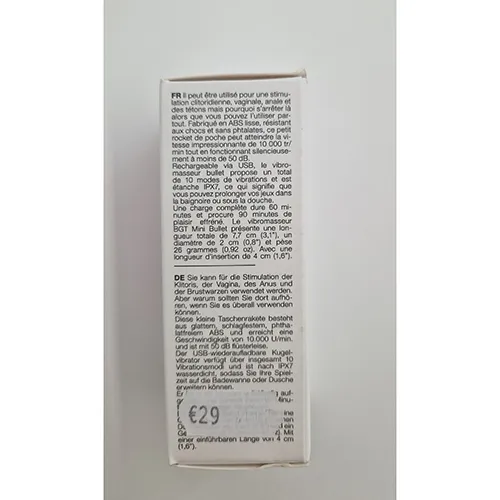 FR Il peut être utilisé pour une stimu-
lation clitoridienne, vaginale, anale et
des tétons mais pourquoi s'arrêter là
alors que vous pouvez l'utiliser par-
tout. Fabriqué en ABS lisse, résistant
aux chocs et sans phtalates, ce petit
rocket de poche peut atteindre la vi-
tesse impressionnante de 10 000 tr/
min tout en fonctionnant silencieuse-
ment à moins de 50 dB.
Rechargeable via USB, le vibro-
masseur bullet propose un total
de 10 modes de vibrations et est
étanche IPX7, ce qui signifie que
vous pouvez prolonger vos jeux dans
la baignoire ou sous la douche.
Une charge complète dure 60 mi-
nutes et procure 90 minutes de
plaisir effréné. Le vibromasseur
BGT Mini Bullet présente une lon-
gueur totale de 7,7 cm (3,1"), un
diamètre de 2 cm (0,8") et pèse
26 grammes (0,92 oz). Avec une
longueur d'insertion de 4 cm (1,6").
DE Sie kann für die Stimulation der
Klitoris, der Vagina, des Anus und
der Brustwarzen verwendet werden.
Aber warum sollten Sie dort aufhö-
ren, wenn Sie es überall verwenden
können.
Diese kleine Taschenrakete besteht
aus glattem, schlagfestem, phtha-
latfreiem ABS und erreicht eine
Geschwindigkeit von 10.000 U/min
und ist mit 50 dB flüsterleise.
Der USB-wiederaufladbare Kugel-
vibrator verfügt über insgesamt 10
Vibrationsmodi und ist nach IPX7
wasserdicht, sodass Sie Ihre Spiel-
zeit auf die Badewanne oder Dusche
erweitern können.
auf-
€29
eine
Mit
einer einführbaren Länge von 4 cm
(1,6").